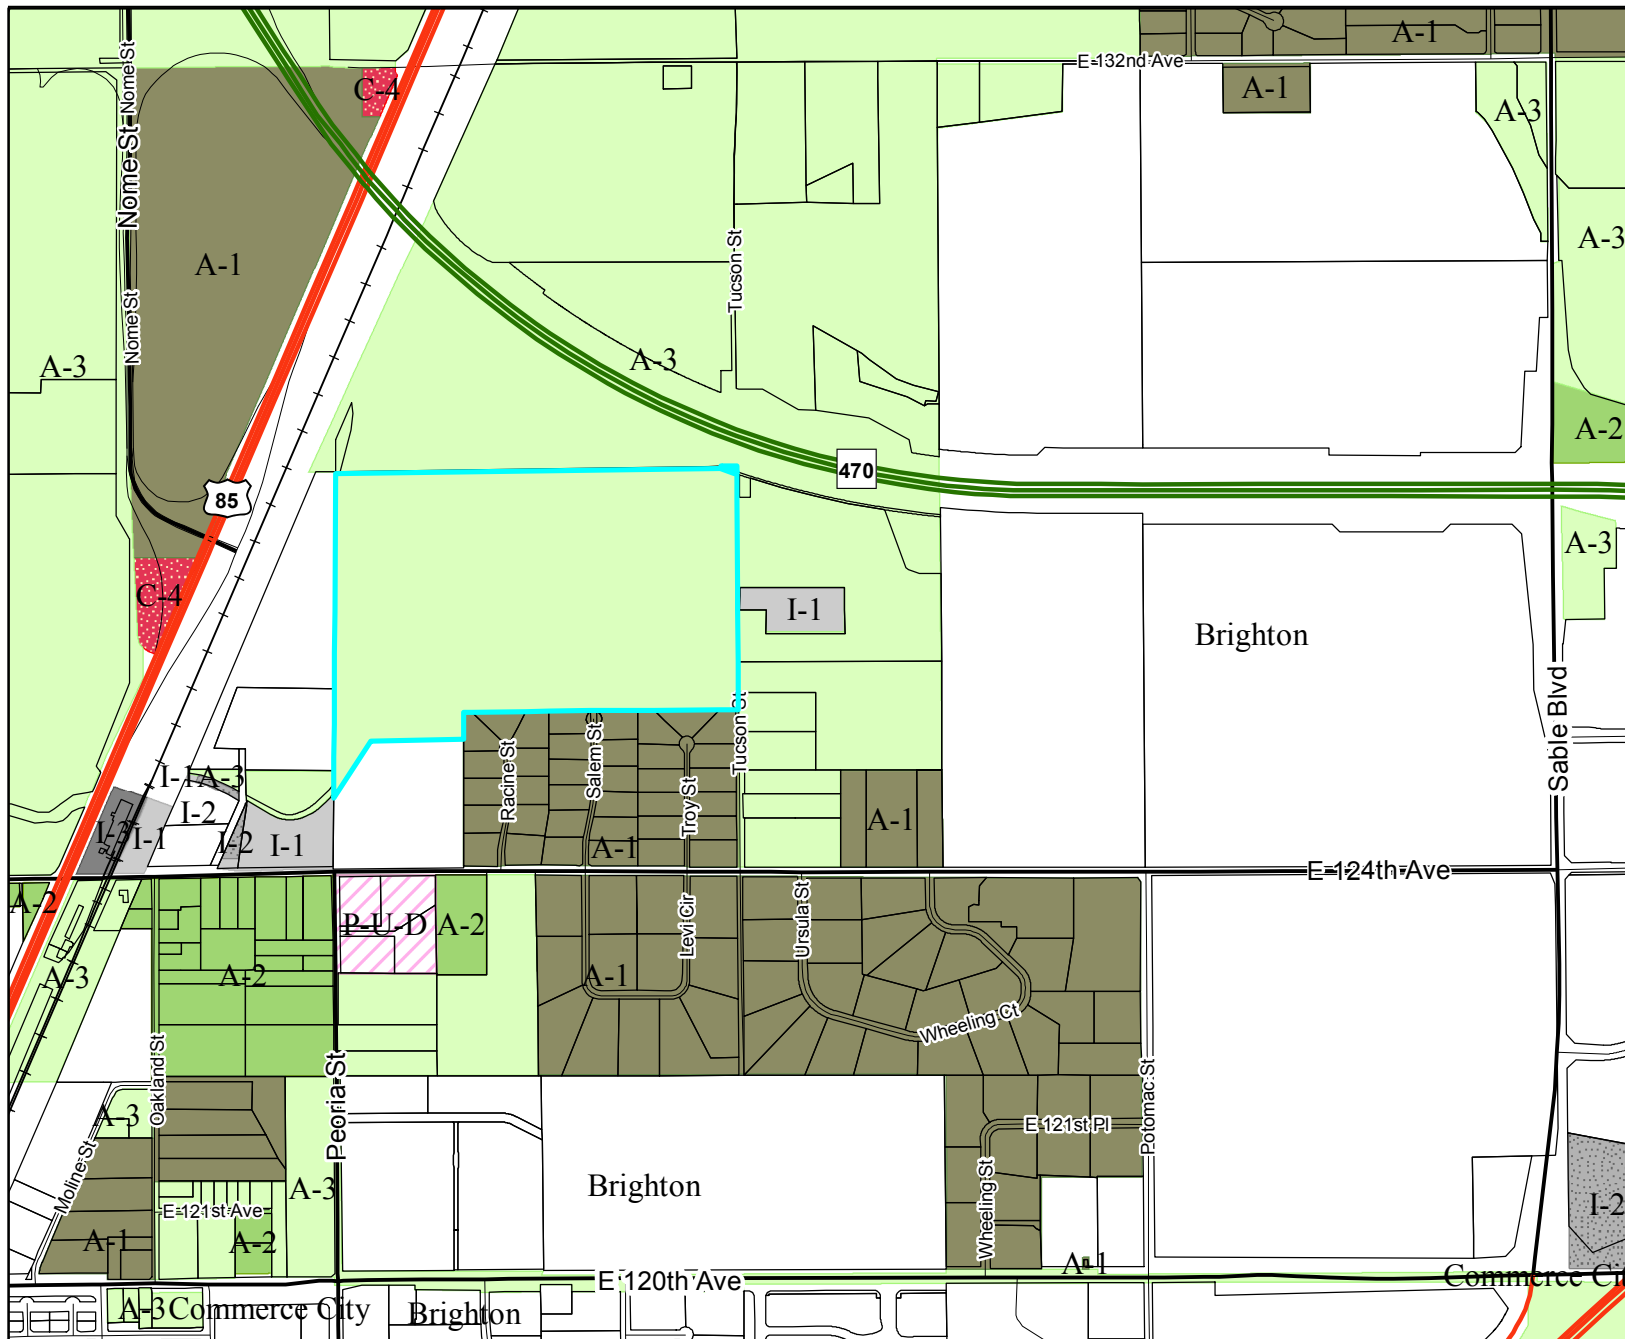 A-1
E 132nd Ave
Nome St
C-4
A-1
A-3
Nome St
A-1
A-3
Tucson St
Nome St
A-3
A-3
A-2
470
85
A-3
C-4
I-1
Brighton
Sable Blvd
Tucson St
Racine St
Salem St
Troy St
I-1
A-3
I-2
I-3
I-1
I-2
I-1
A-1
A-1
E 124th Ave
A-2
P-U-D
A-2
Levi Cir
Ursula St
A-3
A-2
A-1
Wheeling Ct
Oakland St
Peoria St
Potomac St
A-3
E 121st Pl
Moline St
A-3
Brighton
Wheeling St
I-2
E 121st Ave
A-1
A-2
A-1
E 120th Ave
Commerce Cit
A-3
Commerce City
Brighton